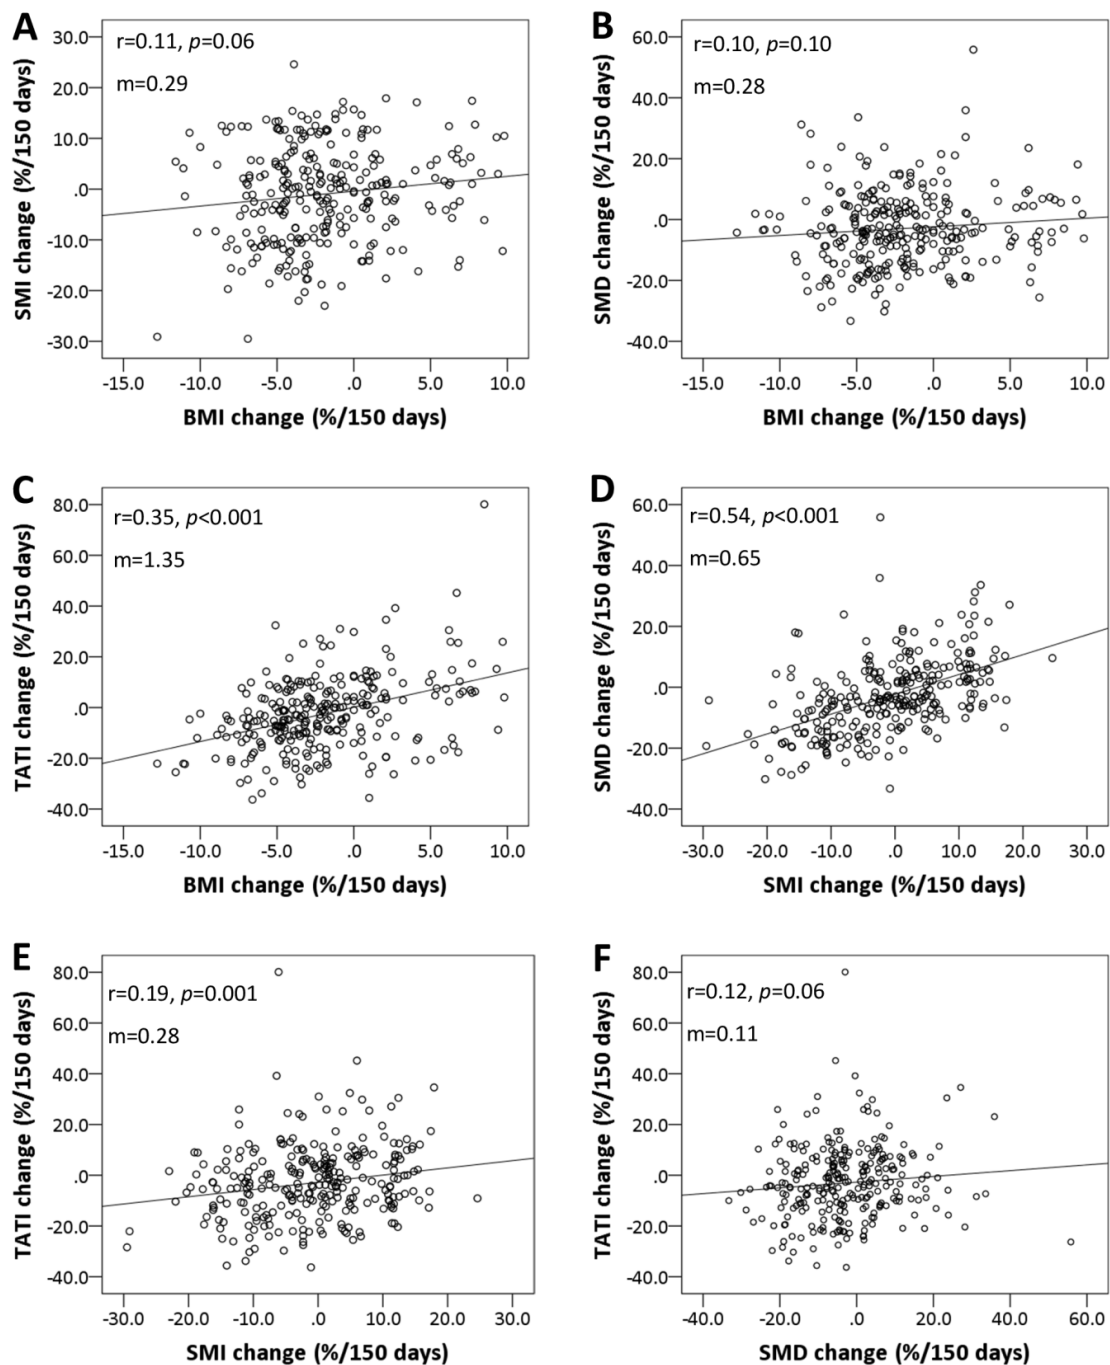 A
r=0.11, p=0.06
m=0.29
SMI change (%/150 days)
30.0
20.0
10.0
.0
-10.0
-20.0
-30.0
-15.0 -10.0 -5.0 .0 5.0 10.0
BMI change (%/150 days)
B
r=0.10, p=0.10
m=0.28
SMD change (%/150 days)
60.0
40.0
20.0
.0
-20.0
-40.0
-15.0 -10.0 -5.0 .0 5.0 10.0
BMI change (%/150 days)
C
r=0.35, p<0.001
m=1.35
TATI change (%/150 days)
80.0
60.0
40.0
20.0
.0
-20.0
-40.0
-15.0 -10.0 -5.0 .0 5.0 10.0
BMI change (%/150 days)
D
r=0.54, p<0.001
m=0.65
SMD change (%/150 days)
60.0
40.0
20.0
.0
-20.0
-40.0
-30.0 -20.0 -10.0 .0 10.0 20.0 30.0
SMI change (%/150 days)
E
r=0.19, p=0.001
m=0.28
TATI change (%/150 days)
80.0
60.0
40.0
20.0
.0
-20.0
-40.0
-30.0 -20.0 -10.0 .0 10.0 20.0 30.0
SMI change (%/150 days)
F
r=0.12, p=0.06
m=0.11
TATI change (%/150 days)
80.0
60.0
40.0
20.0
.0
-20.0
-40.0
-40.0 -20.0 .0 20.0 40.0 60.0
SMD change (%/150 days)